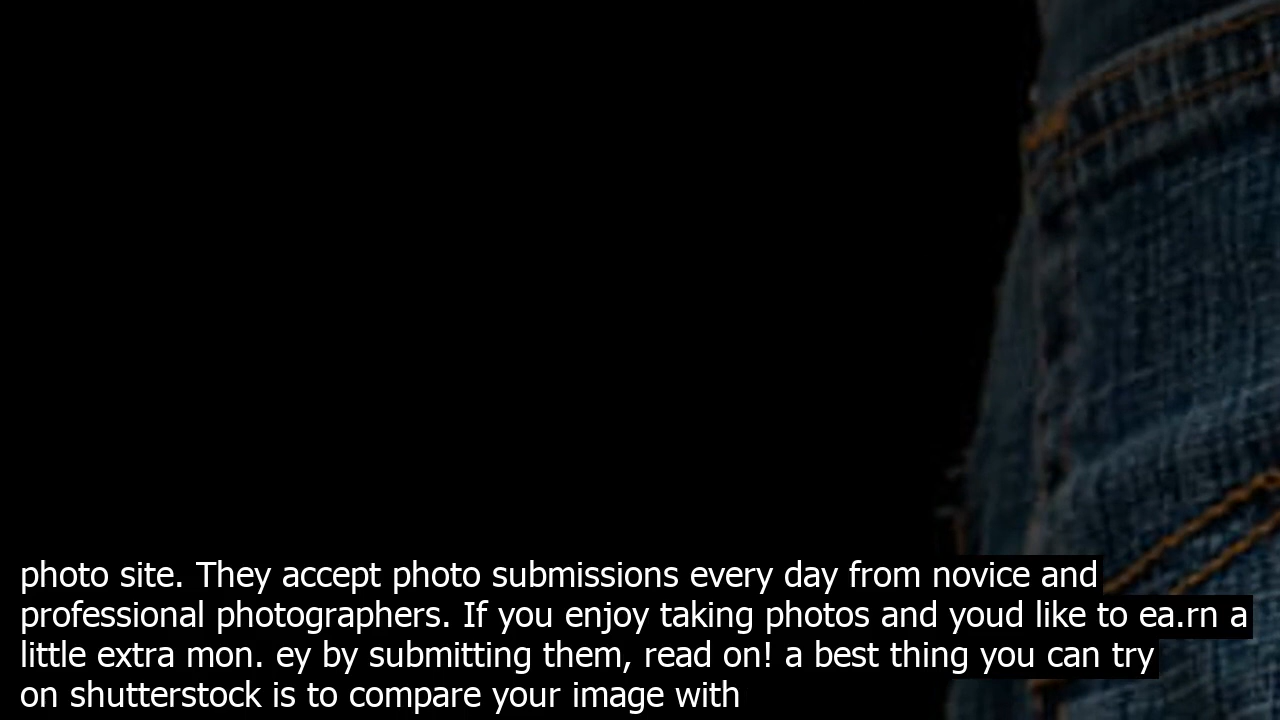 photo site. They accept photo submissions every day from novice and
professional photographers. If you enjoy taking photos and youd like to ea.rn a
little extra mon. ey by submitting them, read on! a best thing you can try
on shutterstock is to compare your image with